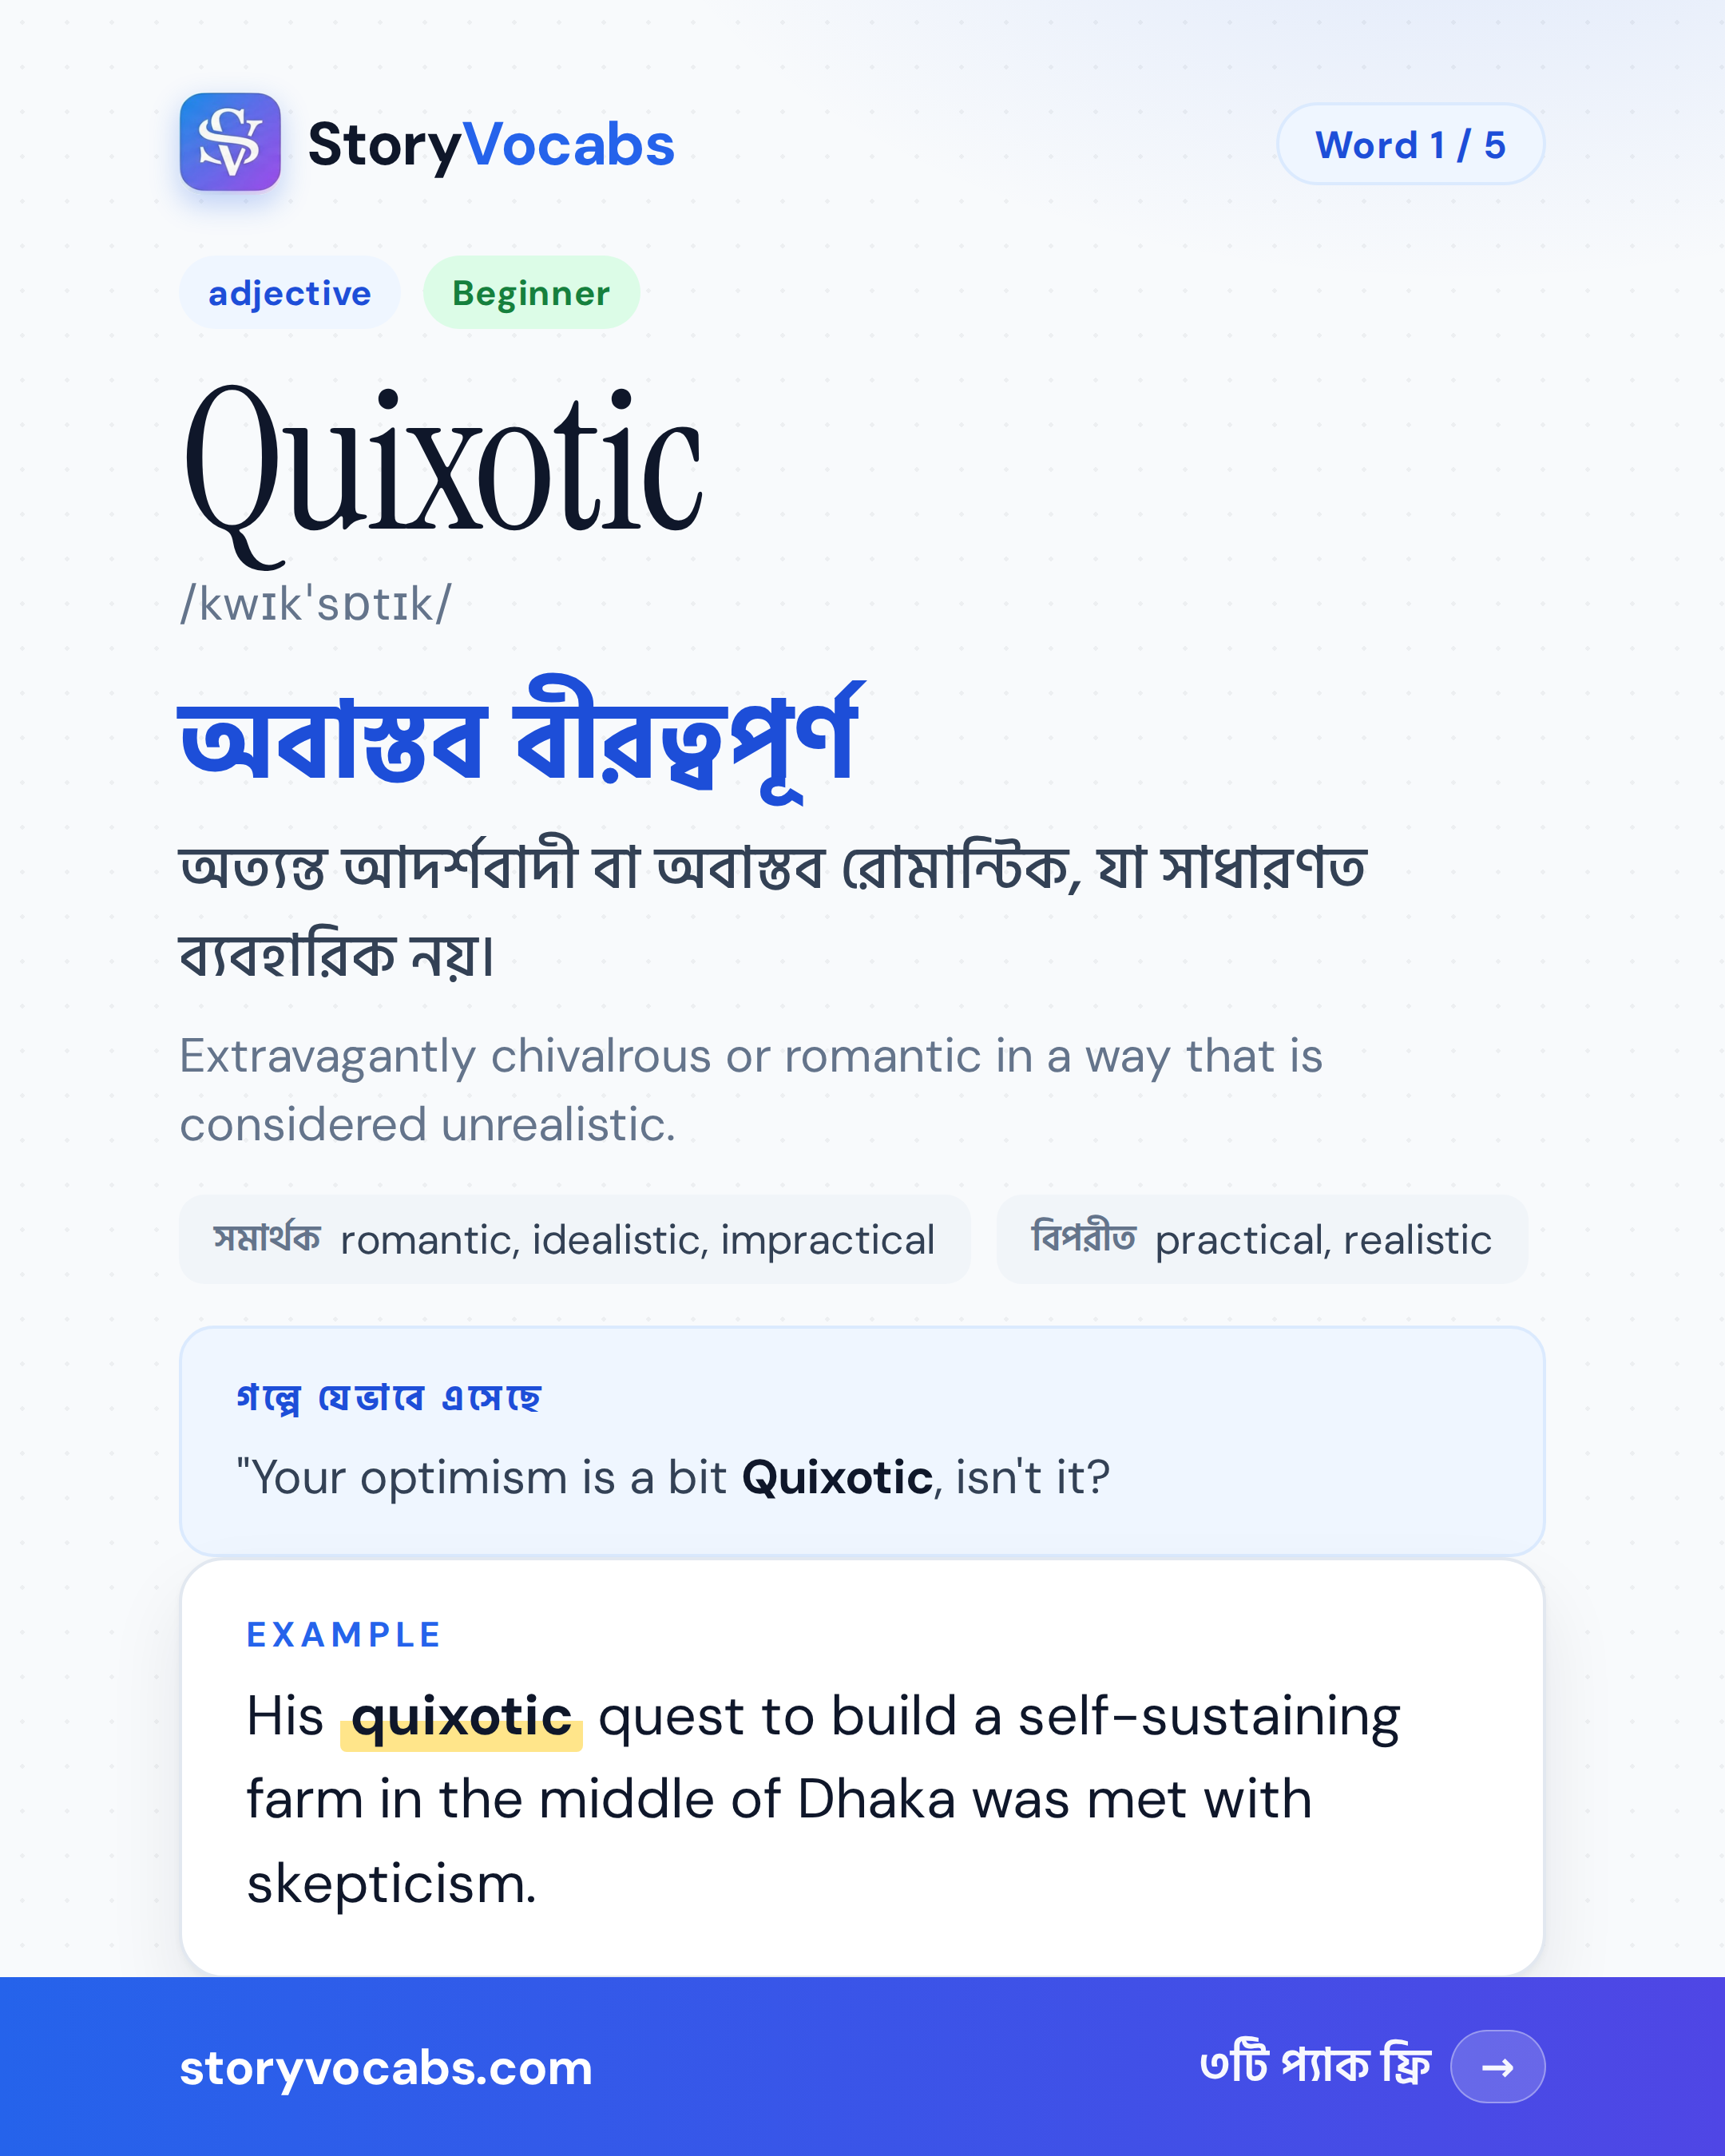 StoryVocabs
Word 1 / 5
adjective
Beginner
Quixotic
/kwɪkˈsɒtɪk/
অবাস্তব বীরত্বপূর্ণ
অত্যন্ত আদর্শবাদী বা অবাস্তব রোমান্টিক, যা সাধারণত
ব্যবহারিক নয়।
Extravagantly chivalrous or romantic in a way that is
considered unrealistic.
সমার্থক romantic, idealistic, impractical
বিপরীত practical, realistic
গল্পে যেভাবে এসেছে
"Your optimism is a bit Quixotic, isn't it?
EXAMPLE
His quixotic quest to build a self-sustaining
farm in the middle of Dhaka was met with
skepticism.
storyvocabs.com
৩টি প্যাক ফ্রি →